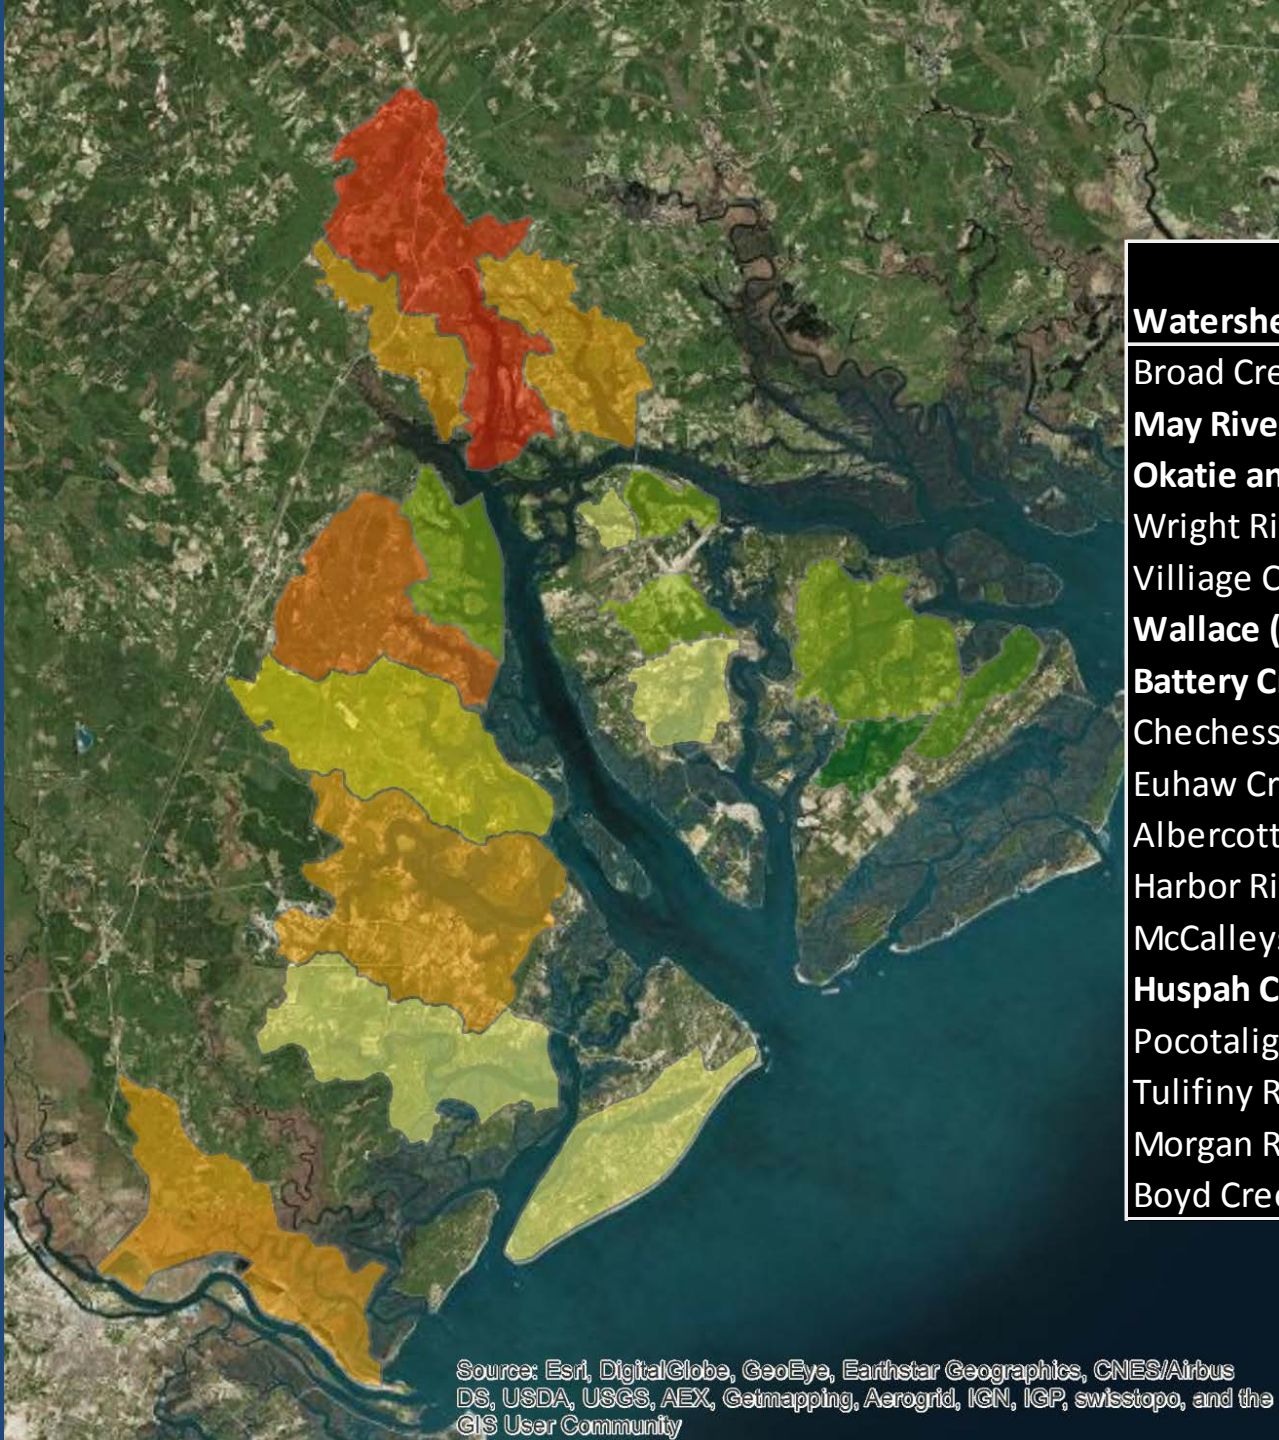 Watershe
Broad Cre
May Rive
Okatie an
Wright Ri
Villiage C
Wallace (
Battery C
Chechess
Euhaw Cr
Albercott
Harbor Ri
McCalleys
Huspah C
Pocotalig
Tulifiny R
Morgan R
Boyd Cree
Source: Esri, DigitalGlobe, GeoEye, Earthstar Geographics, CNES/Airbus
DS, USDA, USGS, AEX, Getmapping, Aerogrid, IGN, IGP, swisstopo, and the
GIS User Community